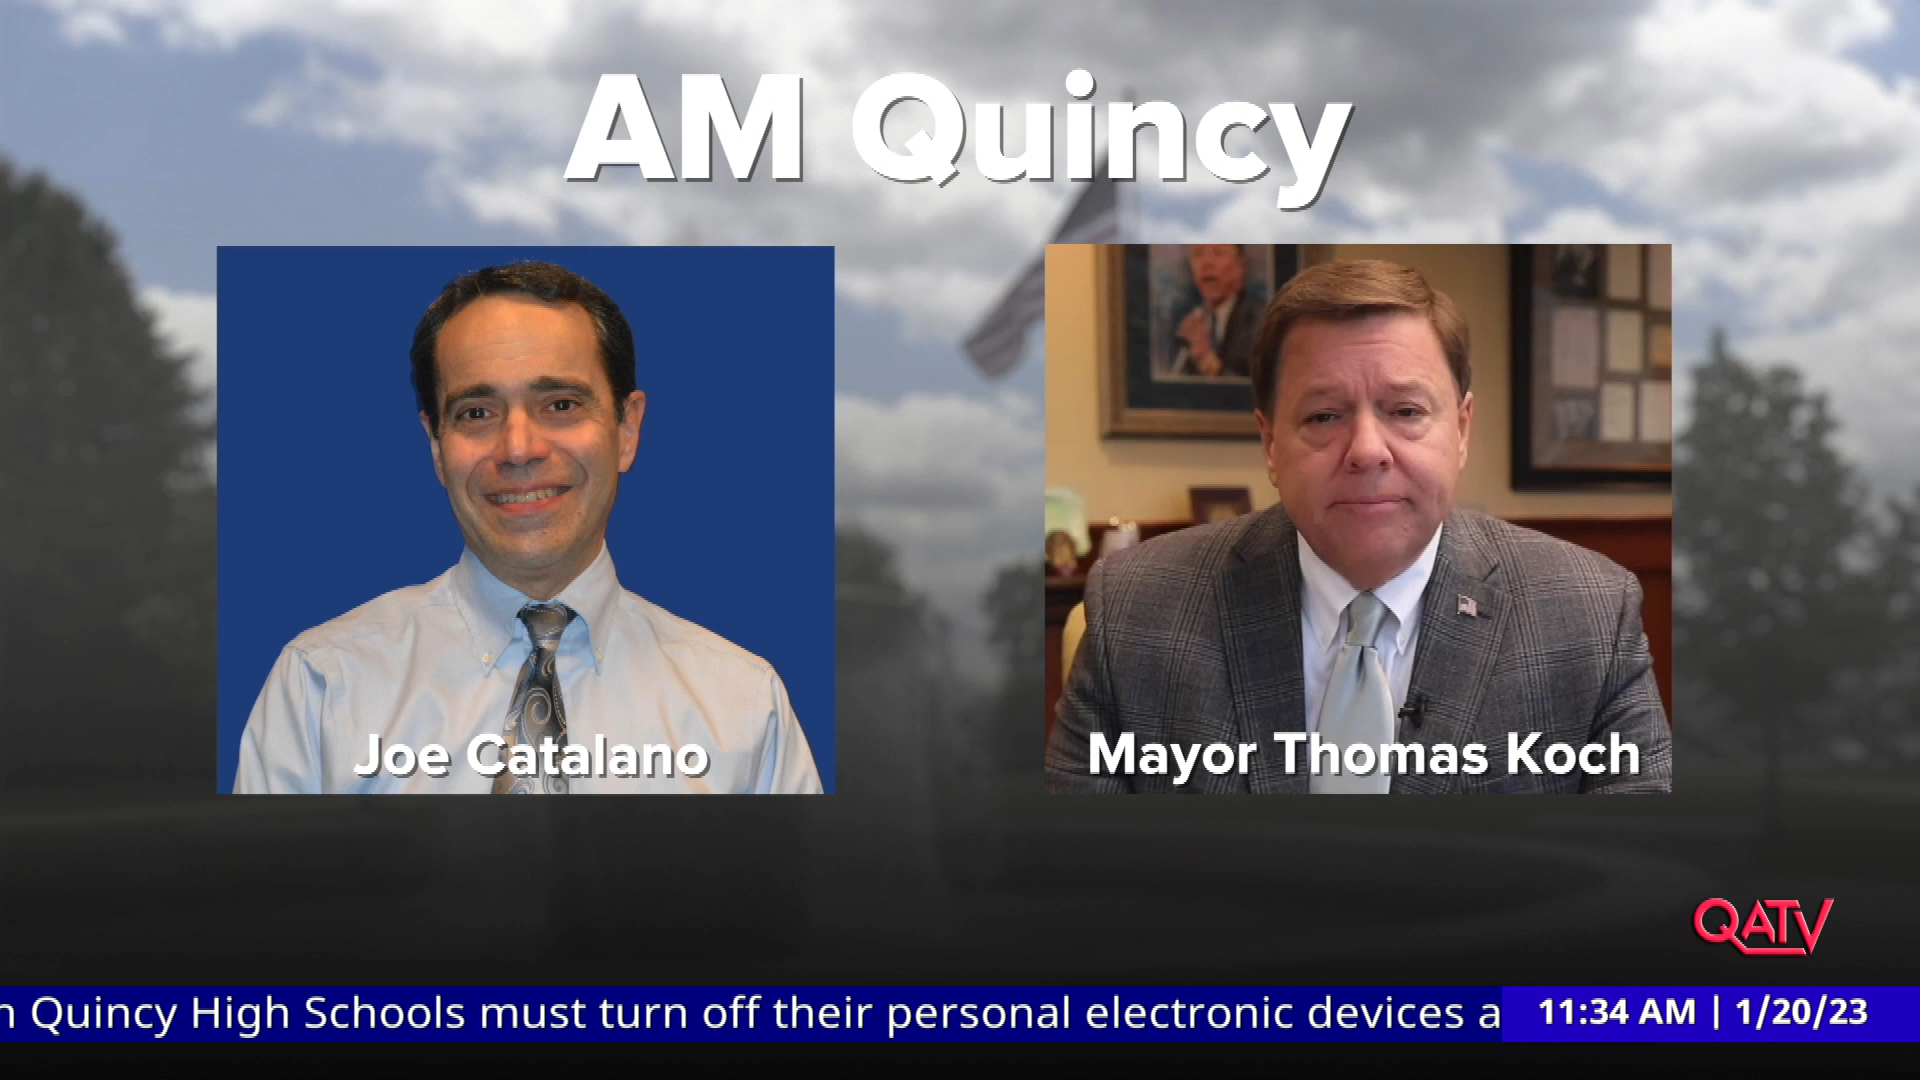 AM Quincy
Joe Catalano
Mayor Thomas Koch
QATV
n Quincy High Schools must turn off their personal electronic devices a
11:34 AM | 1/20/23